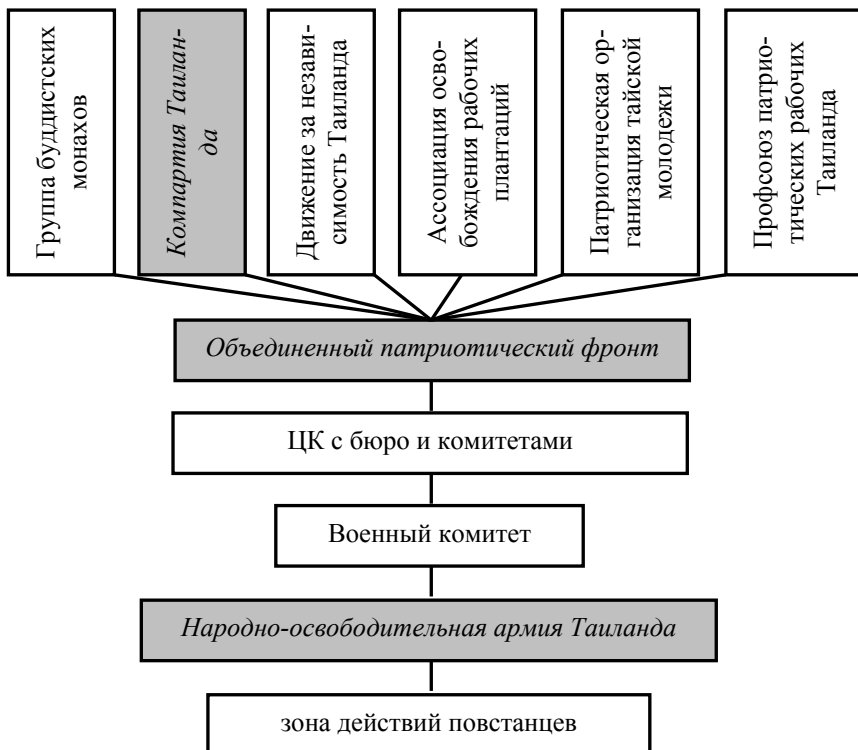 Группа буддистских
монахов
Компартия Таилан-
да
Движение за незави-
симость Таиланда
Ассоциация осво-
бождения рабочих
плантаций
Патриотическая ор-
ганизация тайской
молодежи
Профсоюз патрио-
тических рабочих
Таиланда
Объединенный патриотический фронт
ЦК с бюро и комитетами
Военный комитет
Народно-освободительная армия Таиланда
зона действий повстанцев